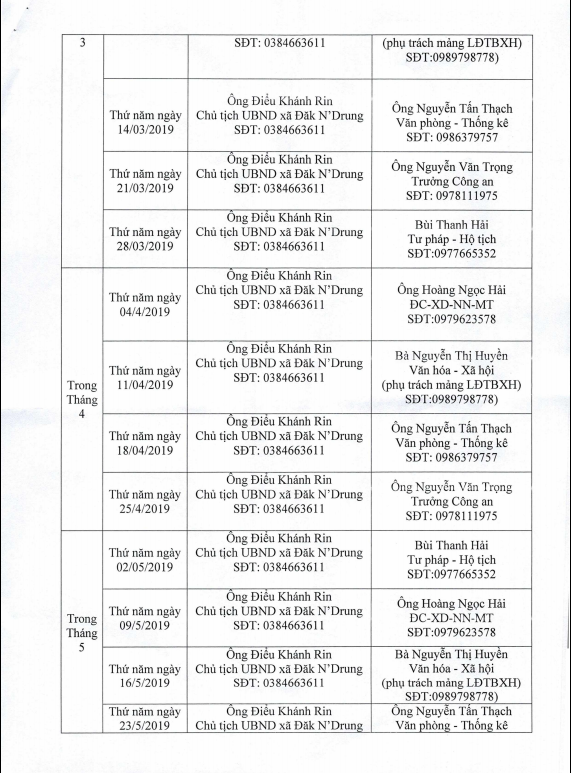 3
SĐT: 0384663611
(phụ trách mảng LĐTBXH)
SĐT:0989798778)
Thứ năm ngày
14/03/2019
Ông Điểu Khánh Rin
Chủ tịch UBND xã Đăk N'Drung
SĐT: 0384663611
Ông Nguyễn Tấn Thạch
Văn phòng - Thống kê
SĐT: 0986379757
Thứ năm ngày
21/03/2019
Ông Điểu Khánh Rin
Chủ tịch UBND xã Đăk N'Drung
SĐT: 0384663611
Ông Nguyễn Văn Trọng
Trưởng Công an
SĐT: 0978111975
Thứ năm ngày
28/03/2019
Ông Điểu Khánh Rin
Chủ tịch UBND xã Đăk N'Drung
SĐT: 0384663611
Bùi Thanh Hải
Tư pháp - Hộ tịch
SĐT:0977665352
Trong
Tháng
4
Thứ năm ngày
04/4/2019
Ông Điểu Khánh Rin
Chủ tịch UBND xã Đăk N'Drung
SĐT: 0384663611
Ông Hoàng Ngọc Hải
ĐC-XD-NN-MT
SĐT:0979623578
Thứ năm ngày
11/04/2019
Ông Điểu Khánh Rin
Chủ tịch UBND xã Đăk N'Drung
SĐT: 0384663611
Bà Nguyễn Thị Huyền
Văn hóa - Xã hội
(phụ trách mảng LĐTBXH)
SĐT:0989798778)
Thứ năm ngày
18/04/2019
Ông Điểu Khánh Rin
Chủ tịch UBND xã Đăk N'Drung
SĐT: 0384663611
Ông Nguyễn Tấn Thạch
Văn phòng - Thống kê
SĐT: 0986379757
Thứ năm ngày
25/4/2019
Ông Điểu Khánh Rin
Chủ tịch UBND xã Đăk N'Drung
SĐT: 0384663611
Ông Nguyễn Văn Trọng
Trưởng Công an
SĐT: 0978111975
Trong
Tháng
5
Thứ năm ngày
02/05/2019
Ông Điểu Khánh Rin
Chủ tịch UBND xã Đăk N'Drung
SĐT: 0384663611
Bùi Thanh Hải
Tư pháp - Hộ tịch
SĐT:0977665352
Thứ năm ngày
09/5/2019
Ông Điểu Khánh Rin
Chủ tịch UBND xã Đăk N'Drung
SĐT: 0384663611
Ông Hoàng Ngọc Hải
ĐC-XD-NN-MT
SĐT:0979623578
Thứ năm ngày
16/5/2019
Ông Điểu Khánh Rin
Chủ tịch UBND xã Đăk N'Drung
SĐT: 0384663611
Bà Nguyễn Thị Huyền
Văn hóa - Xã hội
(phụ trách mảng LĐTBXH)
SĐT:0989798778)
Thứ năm ngày
23/5/2019
Ông Điểu Khánh Rin
Chủ tịch UBND xã Đăk N'Drung
Ông Nguyễn Tấn Thạch
Văn phòng - Thống kê